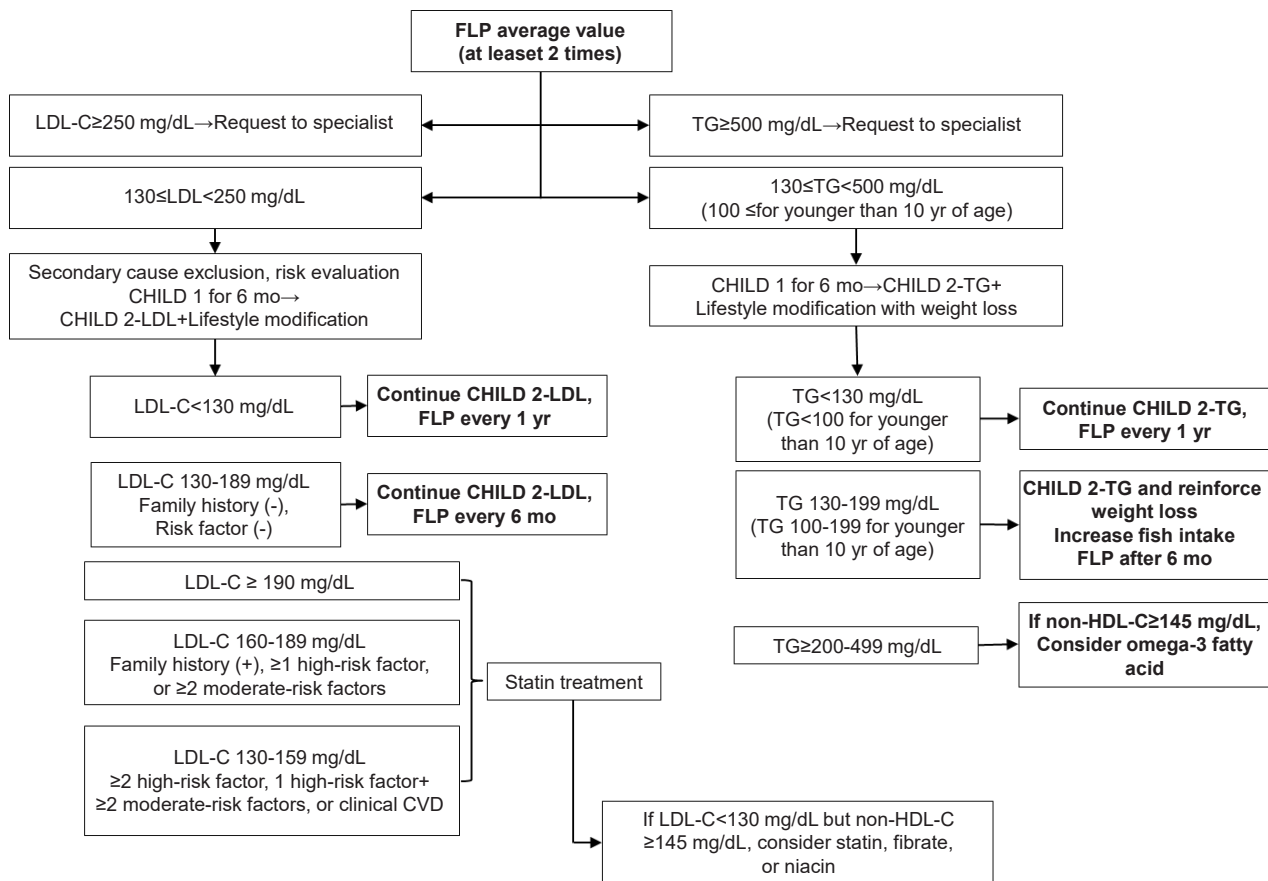 FLP average value
(at leaset 2 times)
LDL-C≥250 mg/dL→Request to specialist
TG≥500 mg/dL→Request to specialist
130≤LDL<250 mg/dL
130≤TG<500 mg/dL
(100 ≤for younger than 10 yr of age)
Secondary cause exclusion, risk evaluation
CHILD 1 for 6 mo→
CHILD 2-LDL+Lifestyle modification
CHILD 1 for 6 mo→CHILD 2-TG+
Lifestyle modification with weight loss
LDL-C<130 mg/dL
Continue CHILD 2-LDL,
FLP every 1 yr
TG<130 mg/dL
(TG<100 for younger
than 10 yr of age)
Continue CHILD 2-TG,
FLP every 1 yr
LDL-C 130-189 mg/dL
Family history (-),
Risk factor (-)
Continue CHILD 2-LDL,
FLP every 6 mo
TG 130-199 mg/dL
(TG 100-199 for younger
than 10 yr of age)
CHILD 2-TG and reinforce
weight loss
Increase fish intake
FLP after 6 mo
LDL-C ≥ 190 mg/dL
LDL-C 160-189 mg/dL
Family history (+), ≥1 high-risk factor,
or ≥2 moderate-risk factors
LDL-C 130-159 mg/dL
≥2 high-risk factor, 1 high-risk factor+
≥2 moderate-risk factors, or clinical CVD
Statin treatment
TG≥200-499 mg/dL
If non-HDL-C≥145 mg/dL,
Consider omega-3 fatty
acid
If LDL-C<130 mg/dL but non-HDL-C
≥145 mg/dL, consider statin, fibrate,
or niacin